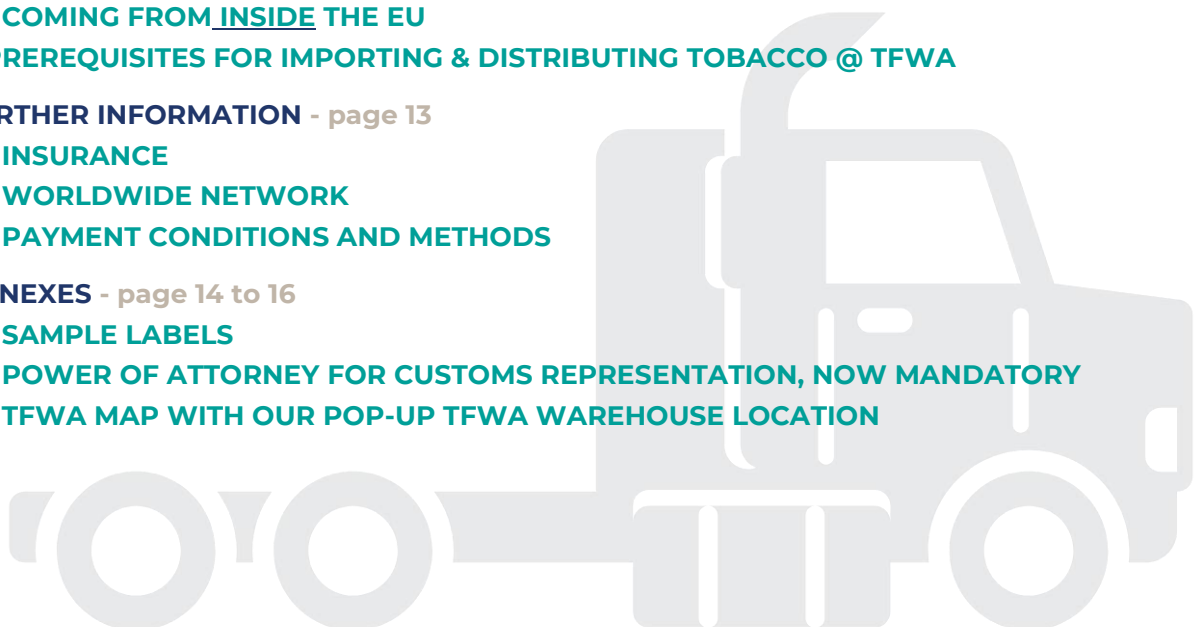 COMING FROM INSIDE THE EU
REREQUISITES FOR IMPORTING & DISTRIBUTING TOBACCO @ TFWA
RTHER INFORMATION - page 13
INSURANCE
WORLDWIDE NETWORK
PAYMENT CONDITIONS AND METHODS
NEXES - page 14 to 16
SAMPLE LABELS
POWER OF ATTORNEY FOR CUSTOMS REPRESENTATION, NOW MANDATORY
TFWA MAP WITH OUR POP-UP TFWA WAREHOUSE LOCATION